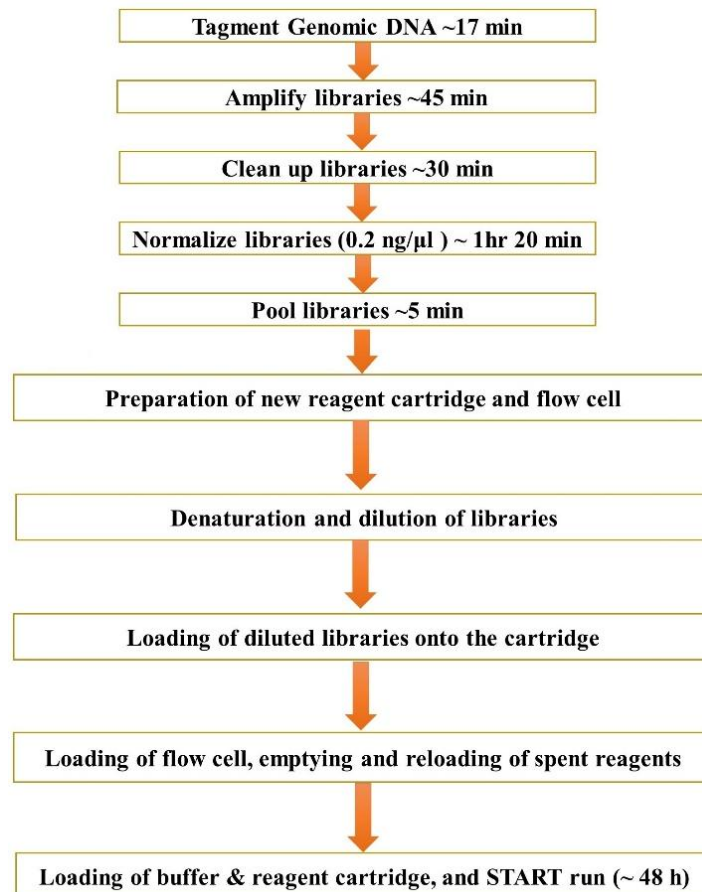 Tagment Genomic DNA ~17 min
Amplify libraries ~45 min
Clean up libraries ~30 min
Normalize libraries (0.2 ng/µl ) ~ 1hr 20 min
Pool libraries ~5 min
Preparation of new reagent cartridge and flow cell
Denaturation and dilution of libraries
Loading of diluted libraries onto the cartridge
Loading of flow cell, emptying and reloading of spent reagents
Loading of buffer & reagent cartridge, and START run (~ 48 h)